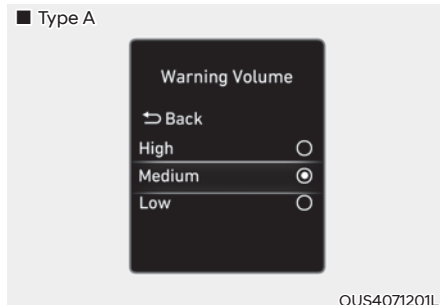 ■ Type A
Warning Volume
⮌ Back
High
Medium
Low
OUS4071201L